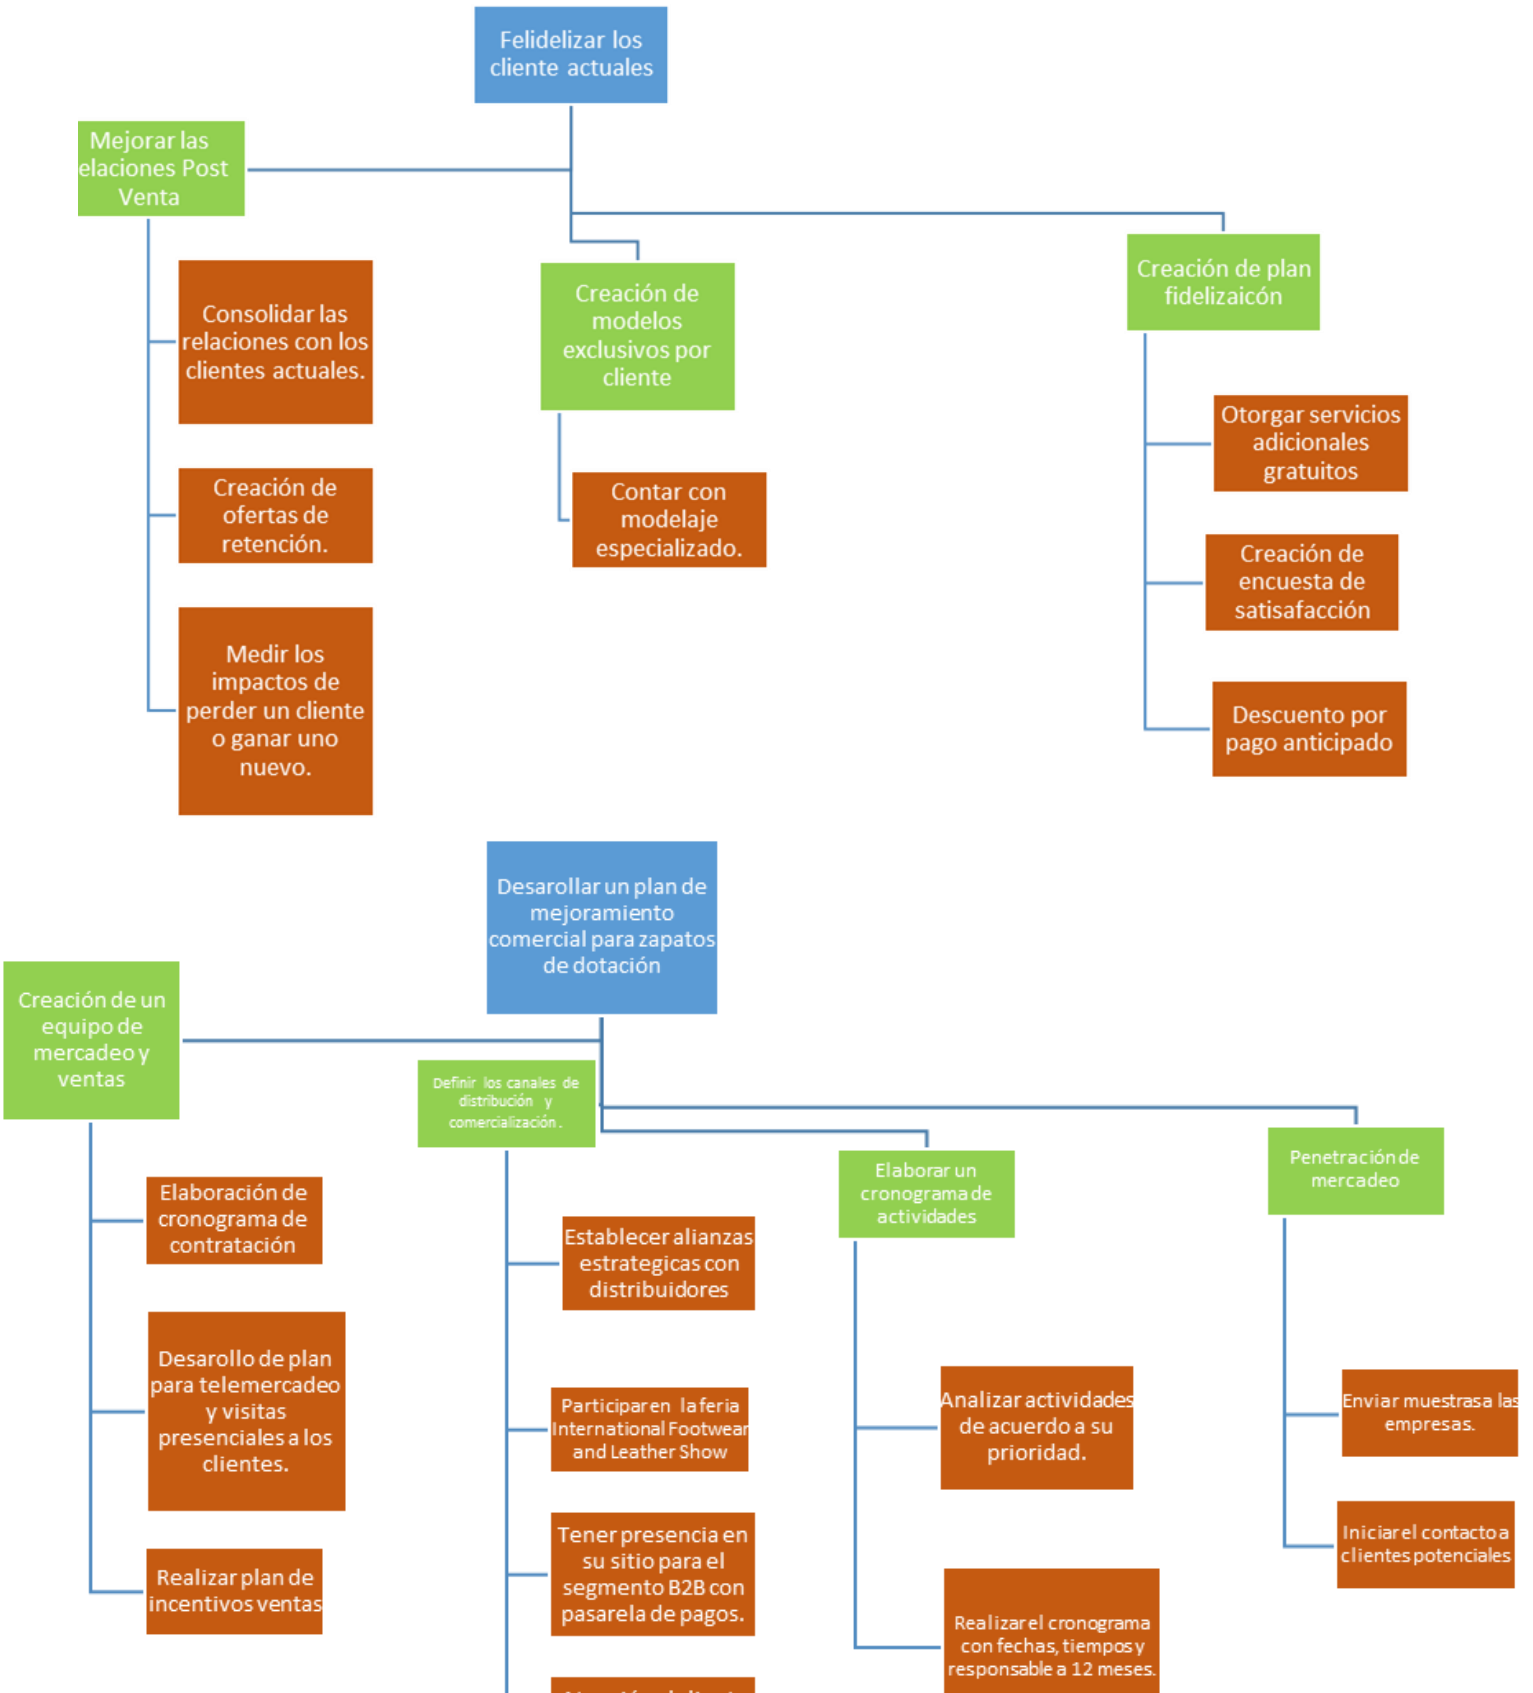 Felidelizar los
cliente actuales
Mejorar las
elaciones Post
Venta
Consolidar las
relaciones con los
clientes actuales.
Creación de
ofertas de
retención.
Medir los
impactos de
perder un cliente
o ganar uno
nuevo.
Creación de
modelos
exclusivos por
cliente
Contar con
modelaje
especializado.
Creación de plan
fidelizaicón
Otorgar servicios
adicionales
gratuitos
Creación de
encuesta de
satisafacción
Descuento por
pago anticipado
Desarollar un plan de
mejoramiento
comercial para zapatos
de dotación
Creación de un
equipo de
mercadeo y
ventas
Elaboración de
cronograma de
contratación
Desarollo de plan
para telemercadeo
y visitas
presenciales a los
clientes.
Realizar plan de
incentivos ventas
Definir los canales de
distribución y
comercialización .
Establecer alianzas
estrategicas con
distribuidores
Participar en la feria
International Footwear
and Leather Show
Tener presencia en
su sitio para el
segmento B2B con
pasarela de pagos.
Elaborar un
cronograma de
actividades
Analizar actividades
de acuerdo a su
prioridad.
Realizar el cronograma
con fechas, tiempos y
responsable a 12 meses.
Penetración de
mercadeo
Enviar muestras a las
empresas.
Iniciar el contacto a
clientes potenciales